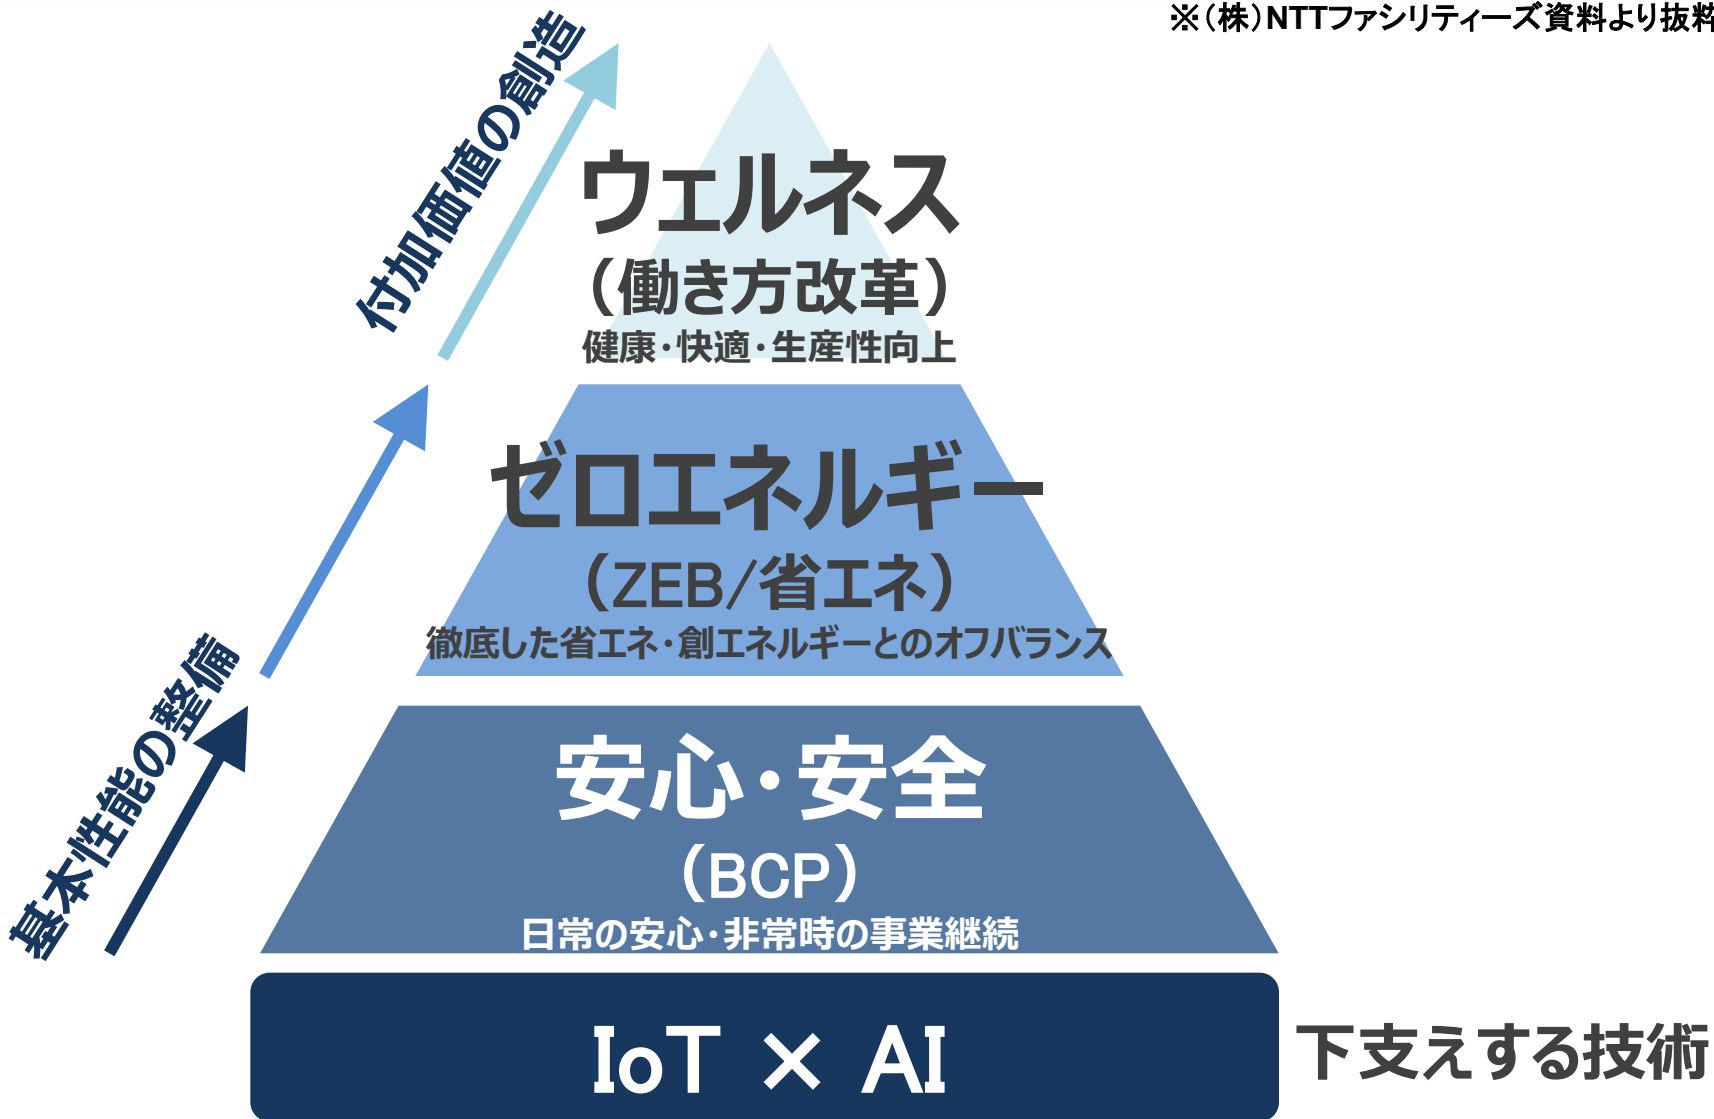 ※（株）NTTファシリティーズ資料より抜粋
付加価値の創造
ウェルネス
（働き方改革）
健康・快適・生産性向上
ゼロエネルギー
（ZEB/省エネ）
徹底した省エネ・創エネルギーとのオフバランス
基本性能の整備
安心・安全
（BCP）
日常の安心・非常時の事業継続
IoT × AI
下支えする技術